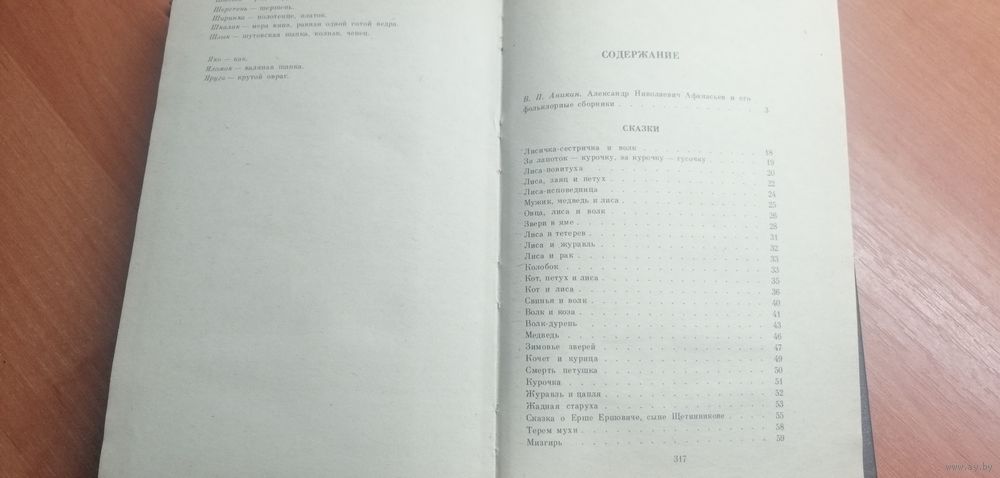 Шерстень — шершень.
Ширинка — полотенце, платок.
Шкалик — мера вина, равная одной сотой ведра.
Шлык — шутовская шапка, колпак, чепец.
Яко — как.
Яломок — валяная шапка.
Яруга — крутой овраг.
СОДЕРЖАНИЕ
В. П. Аникин. Александр Николаевич Афанасьев и его
фольклорные сборники . . . . . . . . . . 3
СКАЗКИ
Лисичка-сестричка и волк . . . . . . . . . 18
За лапоток — курочку, за курочку — гусочку . . . . 19
Лиса-повитуха . . . . . . . . . . . . 20
Лиса, заяц и петух . . . . . . . . . . . 22
Лиса-исповедница . . . . . . . . . . . 24
Мужик, медведь и лиса . . . . . . . . . . 25
Овца, лиса и волк . . . . . . . . . . . 26
Звери в яме . . . . . . . . . . . . . 28
Лиса и тетерев . . . . . . . . . . . . 31
Лиса и журавль . . . . . . . . . . . . 32
Лиса и рак . . . . . . . . . . . . . 33
Колобок . . . . . . . . . . . . . . 33
Кот, петух и лиса . . . . . . . . . . . 35
Кот и лиса . . . . . . . . . . . . . 36
Свинья и волк . . . . . . . . . . . . 40
Волк и коза . . . . . . . . . . . . . 41
Волк-дурень . . . . . . . . . . . . . 43
Медведь . . . . . . . . . . . . . . 46
Зимовье зверей . . . . . . . . . . . . 47
Кочет и курица . . . . . . . . . . . . 49
Смерть петушка . . . . . . . . . . . . 50
Курочка . . . . . . . . . . . . . . 51
Журавль и цапля . . . . . . . . . . . . 52
Жадная старуха . . . . . . . . . . . . 53
Сказка о Ерше Ершовиче, сыне Щетинникове . . . . 55
Терем мухи . . . . . . . . . . . . . 58
Мизгирь . . . . . . . . . . . . . . 59
317
www.ay.by